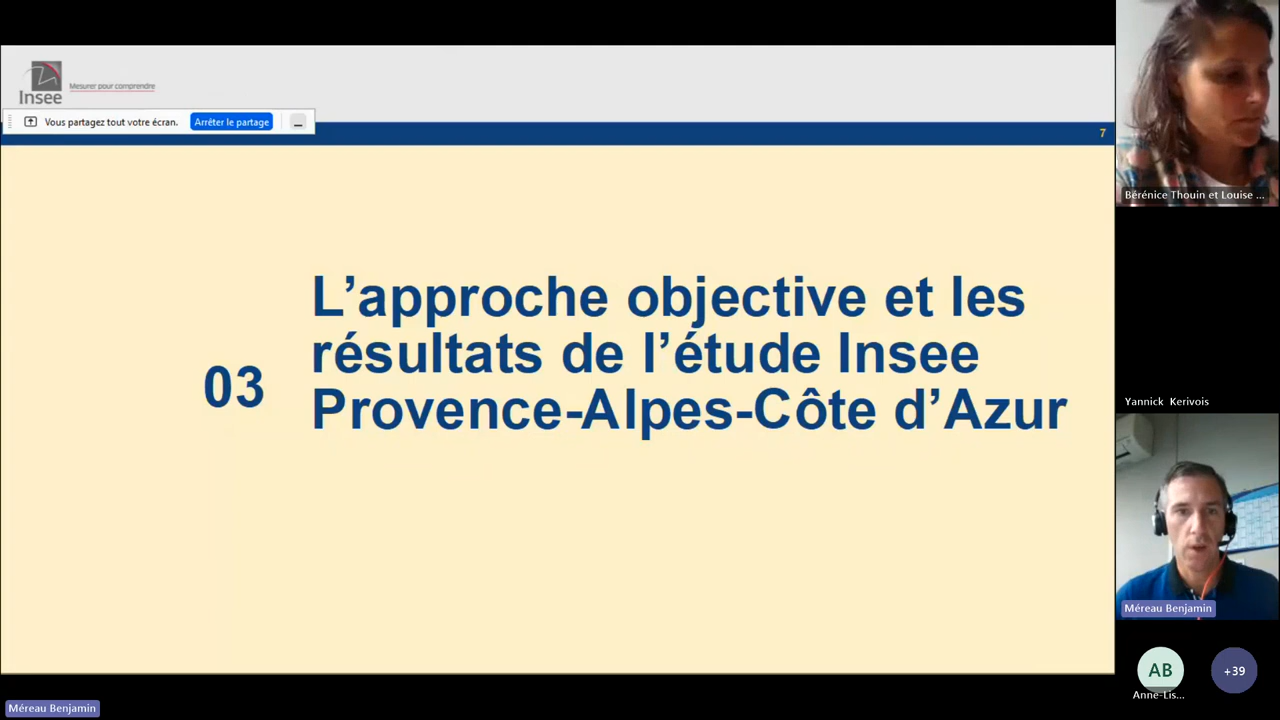 Insee
Mesurer pour comprendre
Vous partagez tout votre écran.
Arrêter le partage
7
03
L’approche objective et les
résultats de l’étude Insee
Provence-Alpes-Côte d’Azur
Bérénice Thouin et Louise ...
Yannick Kerivois
Méreau Benjamin
AB
Anne-Lis...
+39
Méreau Benjamin